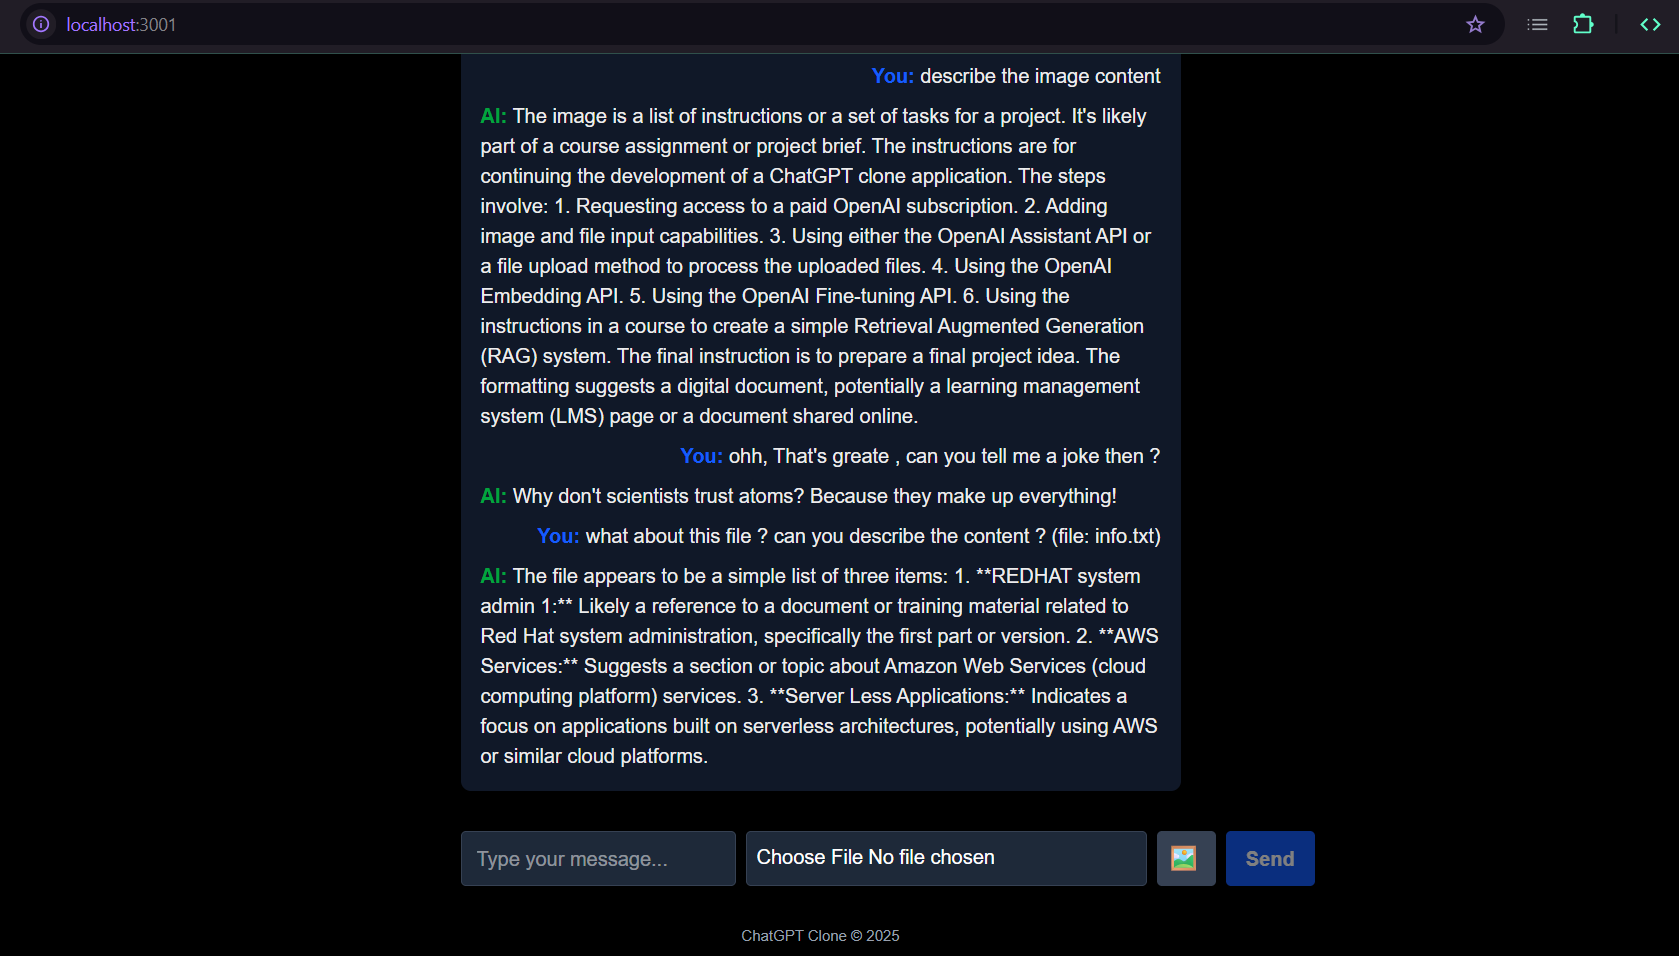 localhost:3001
You: describe the image content
AI: The image is a list of instructions or a set of tasks for a project. It's likely
part of a course assignment or project brief. The instructions are for
continuing the development of a ChatGPT clone application. The steps
involve: 1. Requesting access to a paid OpenAI subscription. 2. Adding
image and file input capabilities. 3. Using either the OpenAI Assistant API or
a file upload method to process the uploaded files. 4. Using the OpenAI
Embedding API. 5. Using the OpenAI Fine-tuning API. 6. Using the
instructions in a course to create a simple Retrieval Augmented Generation
(RAG) system. The final instruction is to prepare a final project idea. The
formatting suggests a digital document, potentially a learning management
system (LMS) page or a document shared online.
You: ohh, That's greate , can you tell me a joke then ?
AI: Why don't scientists trust atoms? Because they make up everything!
You: what about this file ? can you describe the content ? (file: info.txt)
AI: The file appears to be a simple list of three items: 1. **REDHAT system
admin 1:** Likely a reference to a document or training material related to
Red Hat system administration, specifically the first part or version. 2. **AWS
Services:** Suggests a section or topic about Amazon Web Services (cloud
computing platform) services. 3. **Server Less Applications:** Indicates a
focus on applications built on serverless architectures, potentially using AWS
or similar cloud platforms.
Type your message...
Choose File No file chosen
Send
ChatGPT Clone © 2025